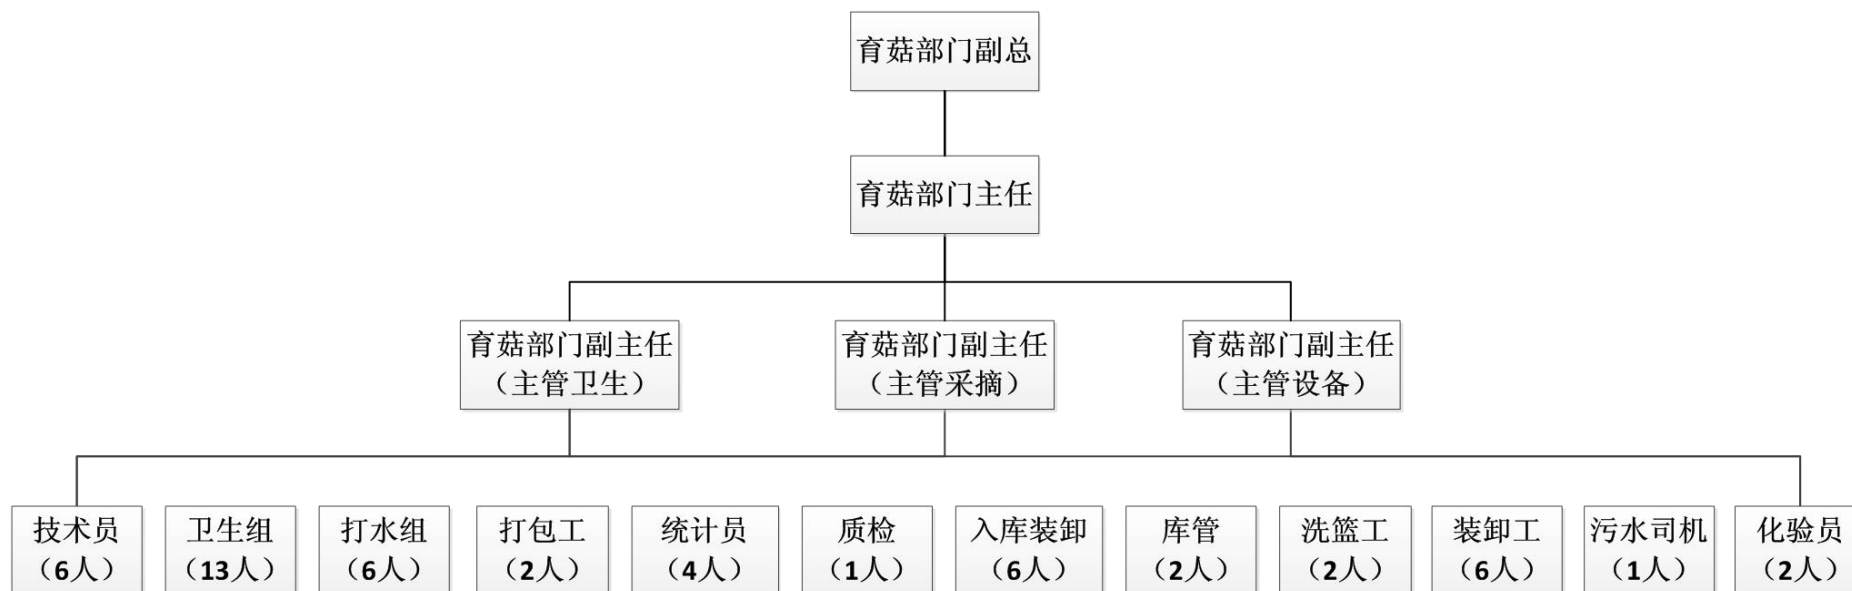 育菇部门副总
育菇部门主任
育菇部门副主任
（主管卫生）
育菇部门副主任
（主管采摘）
育菇部门副主任
（主管设备）
技术员
（6人）
卫生组
（13人）
打水组
（6人）
打包工
（2人）
统计员
（4人）
质检
（1人）
入库装卸
（6人）
库管
（2人）
洗篮工
（2人）
装卸工
（6人）
污水司机
（1人）
化验员
（2人）